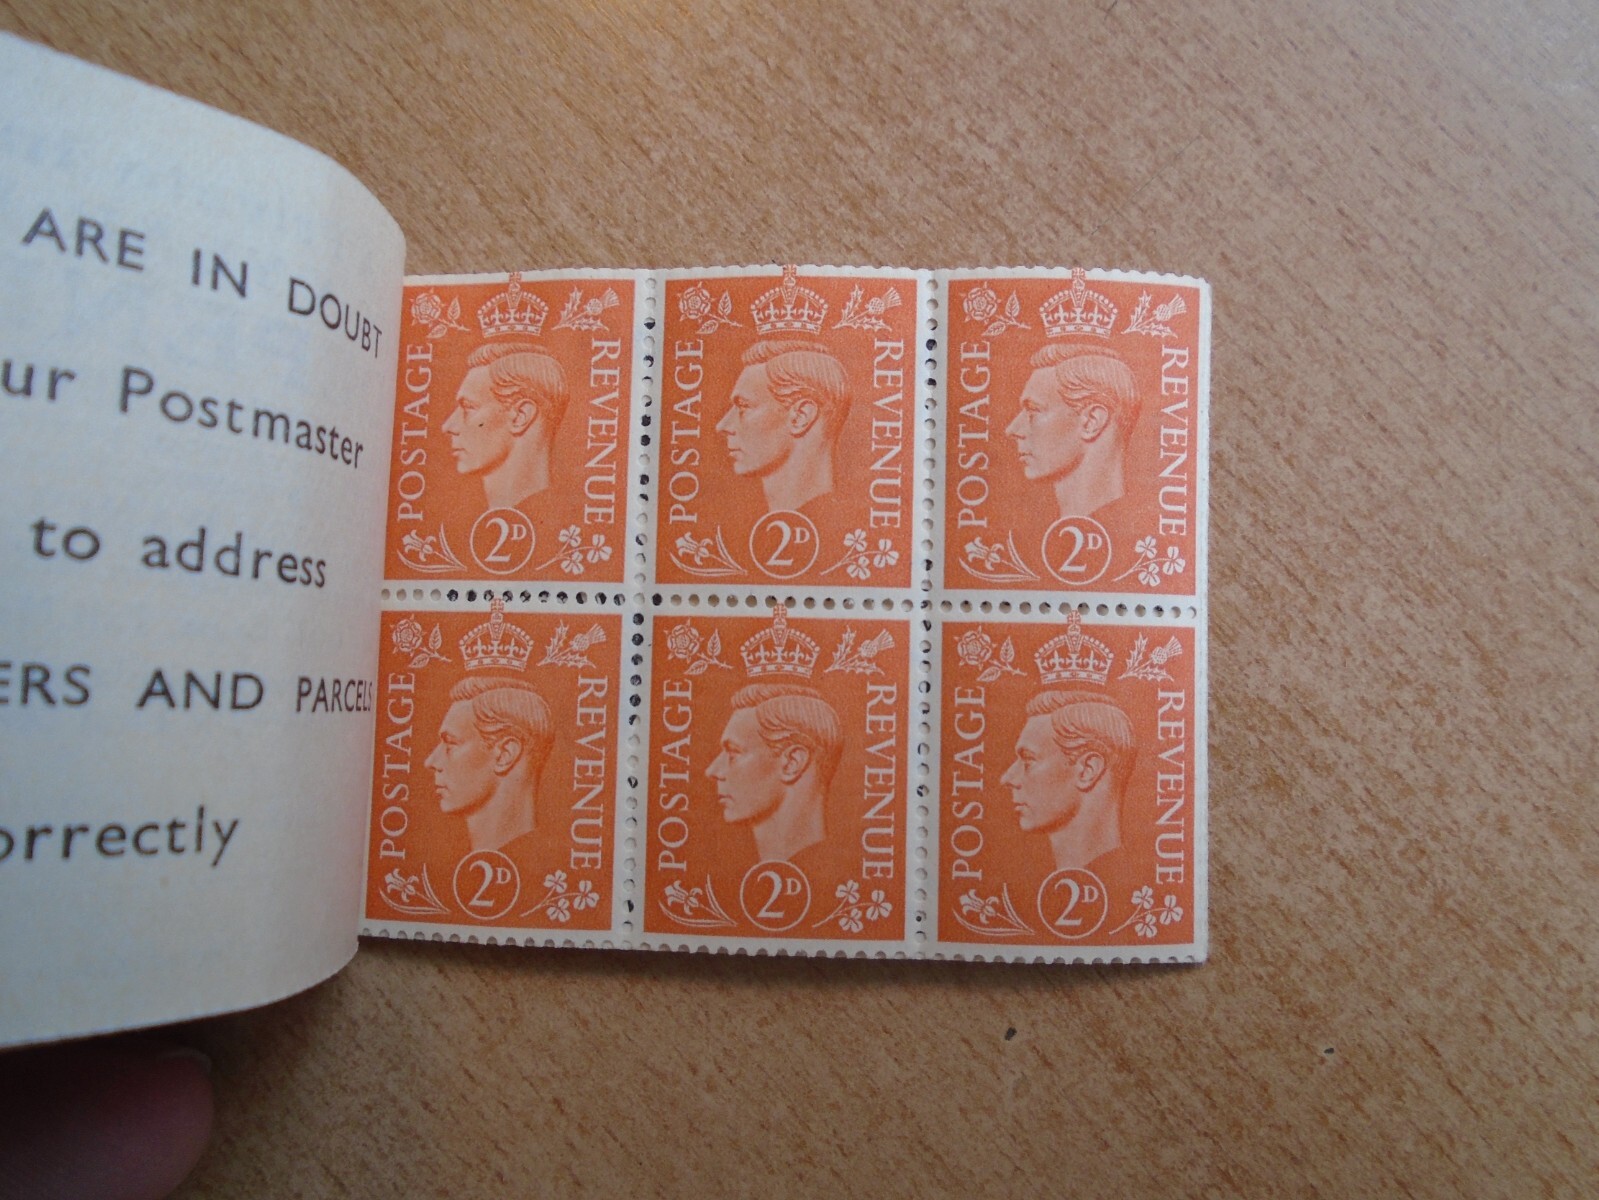 ARE IN DOUBT
ur Postmaster
to address
ERS AND PARCELS
orrectly
POSTAGE REVENUE
2D
POSTAGE REVENUE
2D
POSTAGE REVENUE
2D
POSTAGE REVENUE
2D
POSTAGE REVENUE
2D
POSTAGE REVENUE
2D